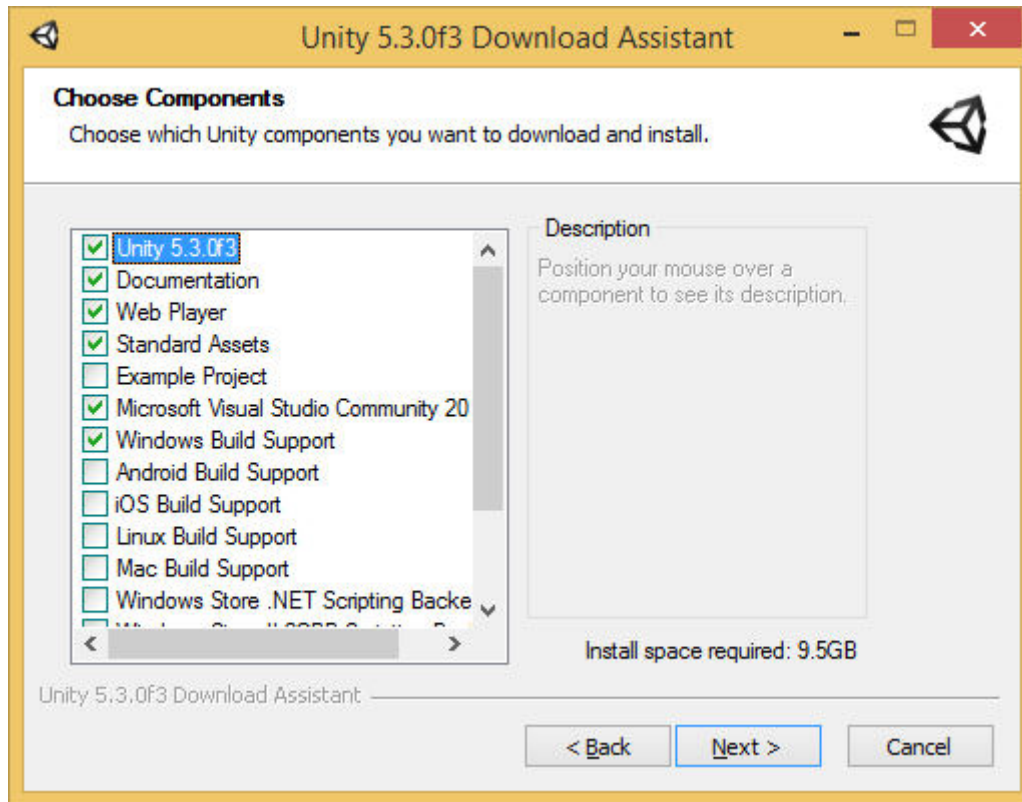 Unity 5.3.0f3 Download Assistant
Choose Components
Choose which Unity components you want to download and install.
Unity 5.3.0f3
Documentation
Web Player
Standard Assets
Example Project
Microsoft Visual Studio Community 20
Windows Build Support
Android Build Support
iOS Build Support
Linux Build Support
Mac Build Support
Windows Store .NET Scripting Backe
Description
Position your mouse over a
component to see its description.
Install space required: 9.5GB
Unity 5.3.0f3 Download Assistant
< Back
Next >
Cancel